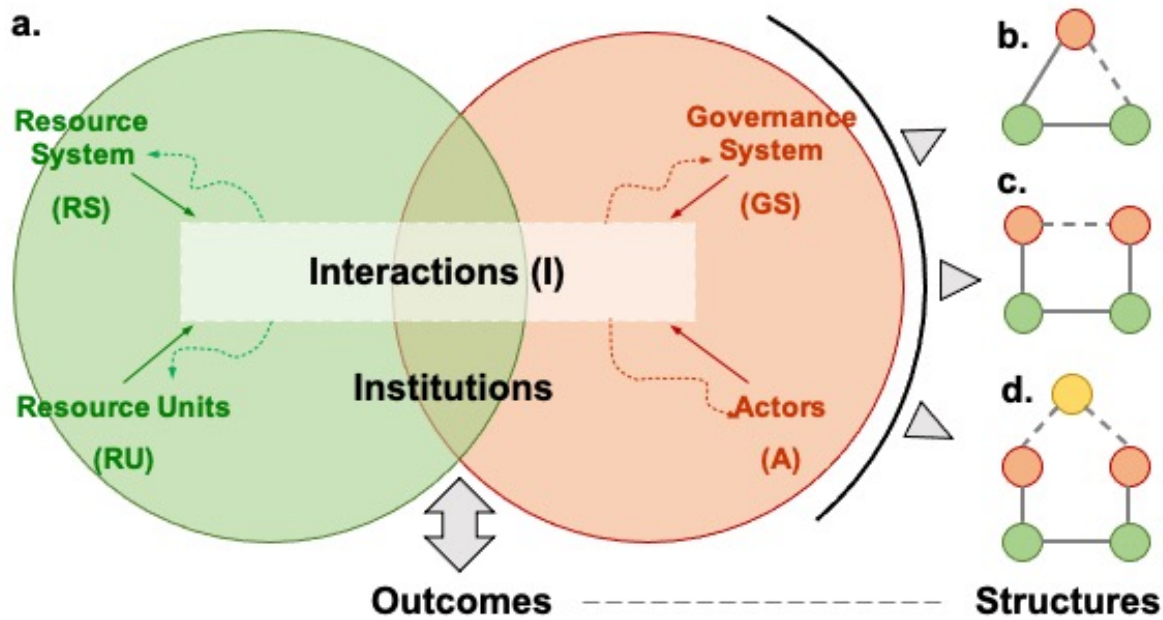 a.
Resource
System
(RS)
Governance
System
(GS)
Interactions (I)
Institutions
Resource Units
(RU)
Actors
(A)
Outcomes
b.
c.
d.
Structures